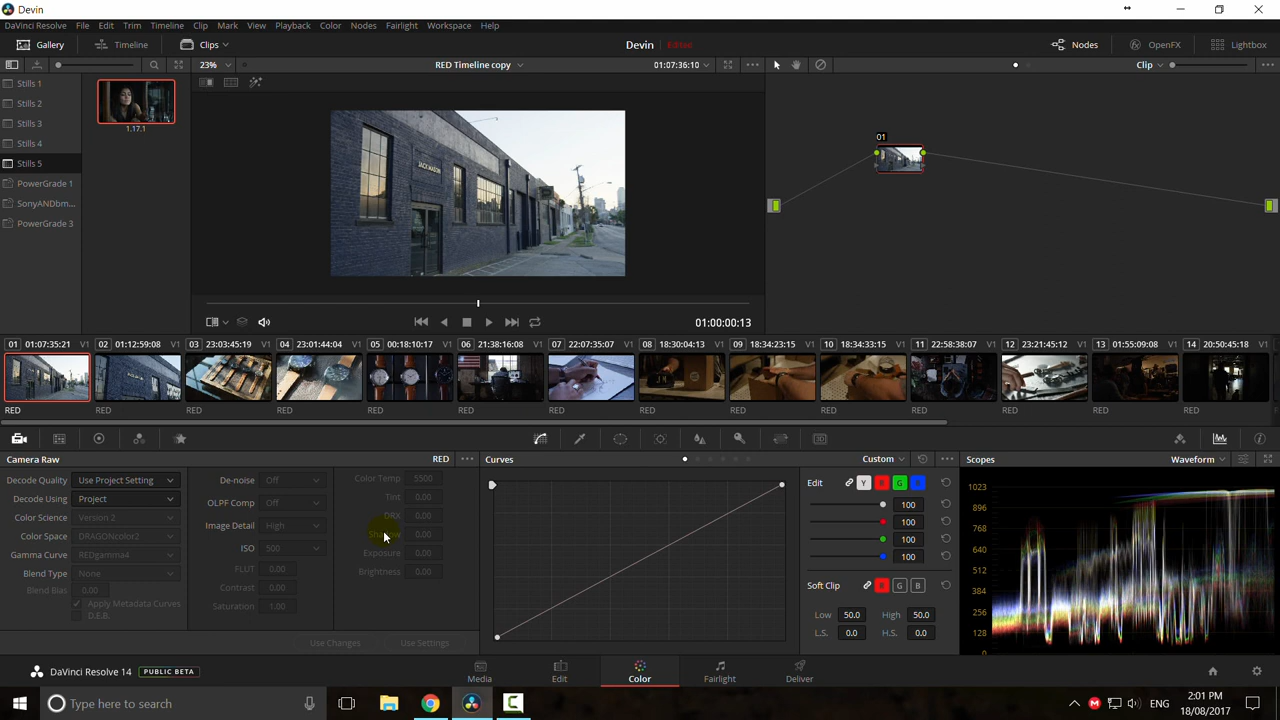 Devin
DaVinci Resolve File Edit Trim Timeline Clip Mark View Playback Color Nodes Fairlight Workspace Help
Gallery Timeline Clips Devin Edited Nodes OpenFX Lightbox
23% RED Timeline copy 01:07:36:10 Clip
Stills 1
Stills 2
Stills 3
Stills 4
Stills 5
PowerGrade 1
SonyANDbm...
PowerGrade 3
1.17.1
JACK MASON
01
01:00:00:13
01 01:07:35:21 V1 02 01:12:59:08 V1 03 23:03:45:19 V1 04 23:01:44:04 V1 05 00:18:10:17 V1 06 21:38:16:08 V1 07 22:07:35:07 V1 08 18:30:04:13 V1 09 18:34:23:15 V1 10 18:34:33:15 V1 11 22:58:38:07 V1 12 23:21:45:12 V1 13 01:55:09:08 V1 14 20:50:45:18 V1
RED RED RED RED RED RED RED RED RED RED RED RED RED RED
Camera Raw RED
Decode Quality Use Project Setting
Decode Using Project
Color Science Version 2
Color Space DRAGONcolor2
Gamma Curve REDgamma4
Blend Type None
Blend Bias 0.00
Apply Metadata Curves
D.E.B.
De-noise Off
OLPF Comp Off
Image Detail High
ISO 500
FLUT 0.00
Contrast 0.00
Saturation 1.00
Color Temp 5500
Tint 0.00
DRX 0.00
Shadow 0.00
Exposure 0.00
Brightness 0.00
Use Changes Use Settings
Curves Custom
Edit Y R G B
100
100
100
100
Soft Clip R G B
Low 50.0 High 50.0
L.S. 0.0 H.S. 0.0
Scopes Waveform
1023
896
768
640
512
384
256
128
0
DaVinci Resolve 14 PUBLIC BETA
Media Edit Color Fairlight Deliver
Type here to search
ENG
2:01 PM
18/08/2017